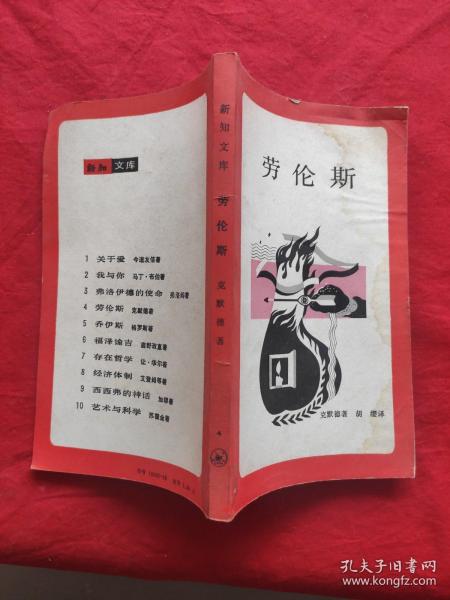 新知文库
1 关于爱 今道友信著
2 我与你 马丁·布伯著
3 弗洛伊德的使命 弗洛姆著
4 劳伦斯 克默德著
5 乔伊斯 格罗斯著
6 福泽谕吉 鹿野政直著
7 存在哲学 让·华尔著
8 经济体制 艾登姆等著
9 西西弗的神话 加缪著
10 艺术与科学 苏霍金著
新知文库 劳伦斯 克默德著
4
劳伦斯
克默德著 胡缨译
孔夫子旧书网
www.kongfz.com